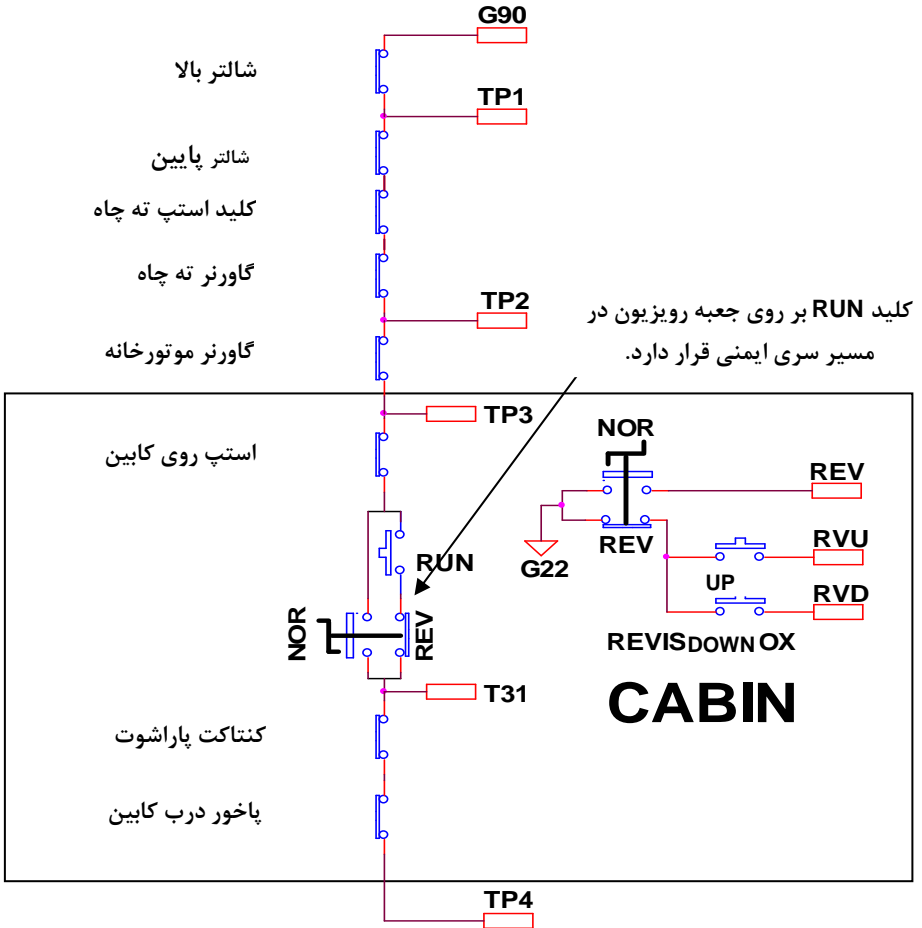 G90
شالتر بالا
TP1
شالتر پایین
کلید استپ ته چاه
گاورنر ته چاه
TP2
کلید RUN بر روی جعبه رویزیون در
مسیر سری ایمنی قرار دارد.
گاورنر موتورخانه
TP3
استپ روی کابین
NOR
REV
REV
RVU
G22
UP
RVD
RUN
NOR
REV
REVISDOWNOX
T31
CABIN
کنتاکت پاراشوت
پاخور درب کابین
TP4